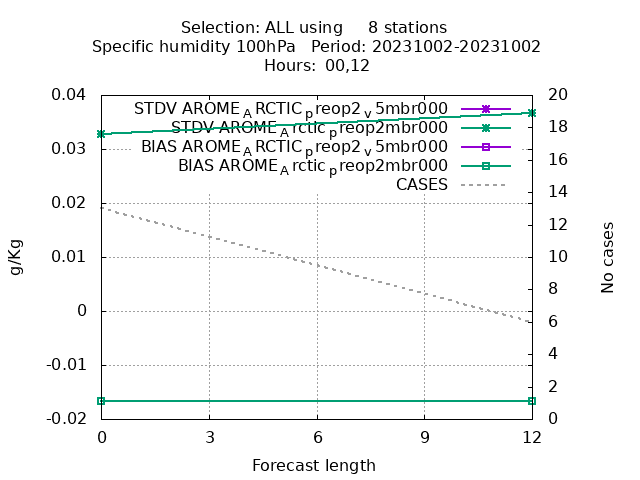 Selection: ALL using 8 stations
Specific humidity 100hPa Period: 20231002-20231002
Hours: 00,12
0.04
0.03
0.02
0.01
0
-0.01
-0.02
g/Kg
STDV AROME_ARCTIC_preop2_v5mbr000
STDV AROME_Arctic_preop2mbr000
BIAS AROME_ARCTIC_preop2_v5mbr000
BIAS AROME_Arctic_preop2mbr000
CASES
20
18
16
14
12
10
8
6
4
2
0
No cases
0 3 6 9 12
Forecast length